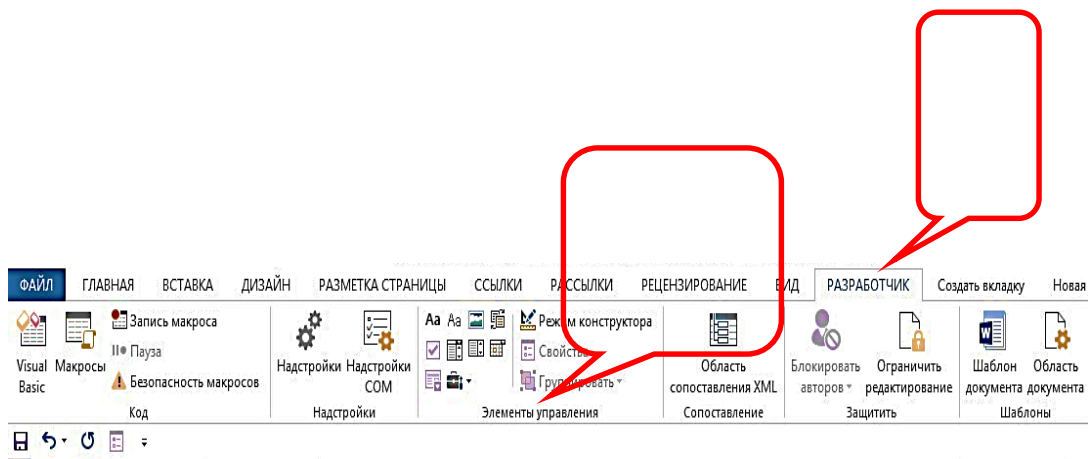 ФАЙЛ ГЛАВНАЯ ВСТАВКА ДИЗАЙН РАЗМЕТКА СТРАНИЦЫ ССЫЛКИ РАССЫЛКИ РЕЦЕНЗИРОВАНИЕ ВИД РАЗРАБОТЧИК Создать вкладку Новая
Visual
Basic
Макросы
Запись макроса
Пауза
Безопасность макросов
Код
Надстройки
Надстройки
COM
Надстройки
Aa Aa
Режим конструктора
Свойства
Группировать
Элементы управления
Область
сопоставления XML
Сопоставление
Блокировать
авторов
Ограничить
редактирование
Защитить
Шаблон
документа
Область
документа
Шаблоны